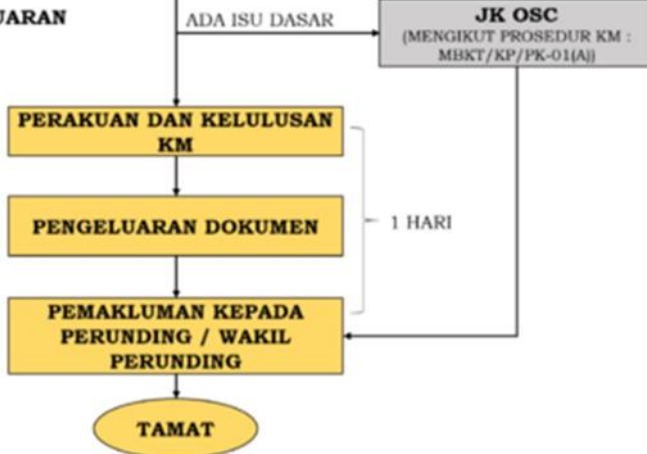 ADA ISU DASAR
JK OSC
(MENGIKUT PROSEDUR KM :
MBKT/KP/PK-01(A))
PERAKUAN DAN KELULUSAN
KM
PENGELUARAN DOKUMEN
1 HARI
PEMAKLUMAN KEPADA
PERUNDING / WAKIL
PERUNDING
TAMAT